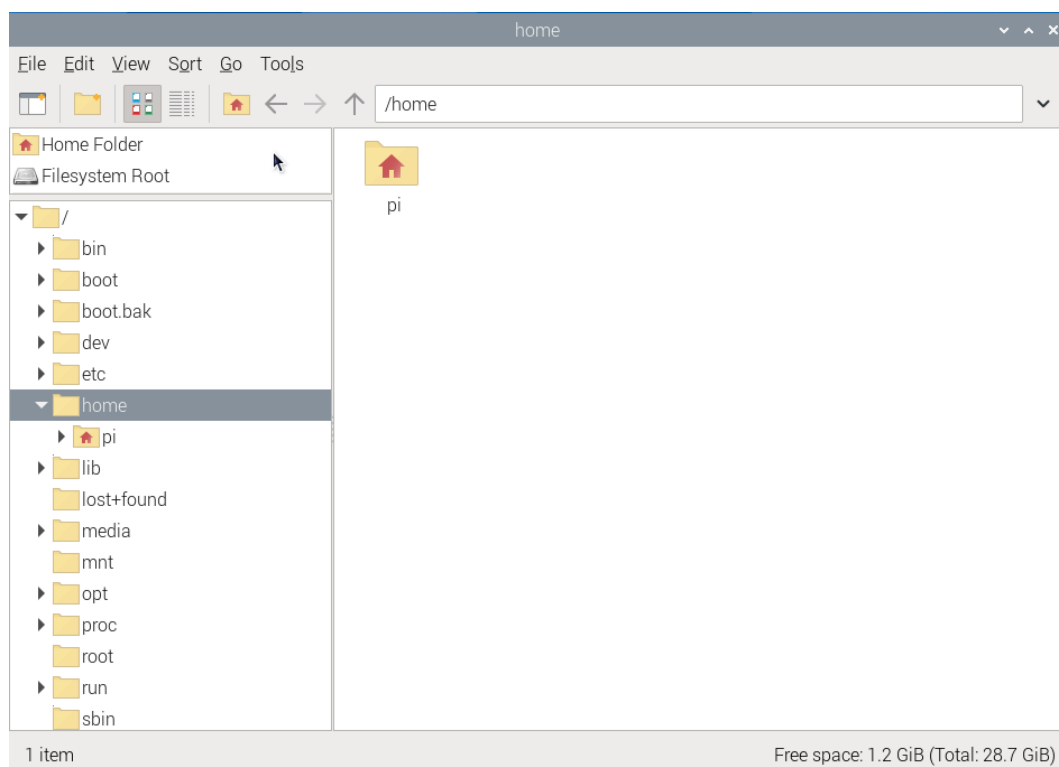 home
File Edit View Sort Go Tools
/home
Home Folder
Filesystem Root
pi
/
bin
boot
boot.bak
dev
etc
home
pi
lib
lost+found
media
mnt
opt
proc
root
run
sbin
1 item
Free space: 1.2 GiB (Total: 28.7 GiB)